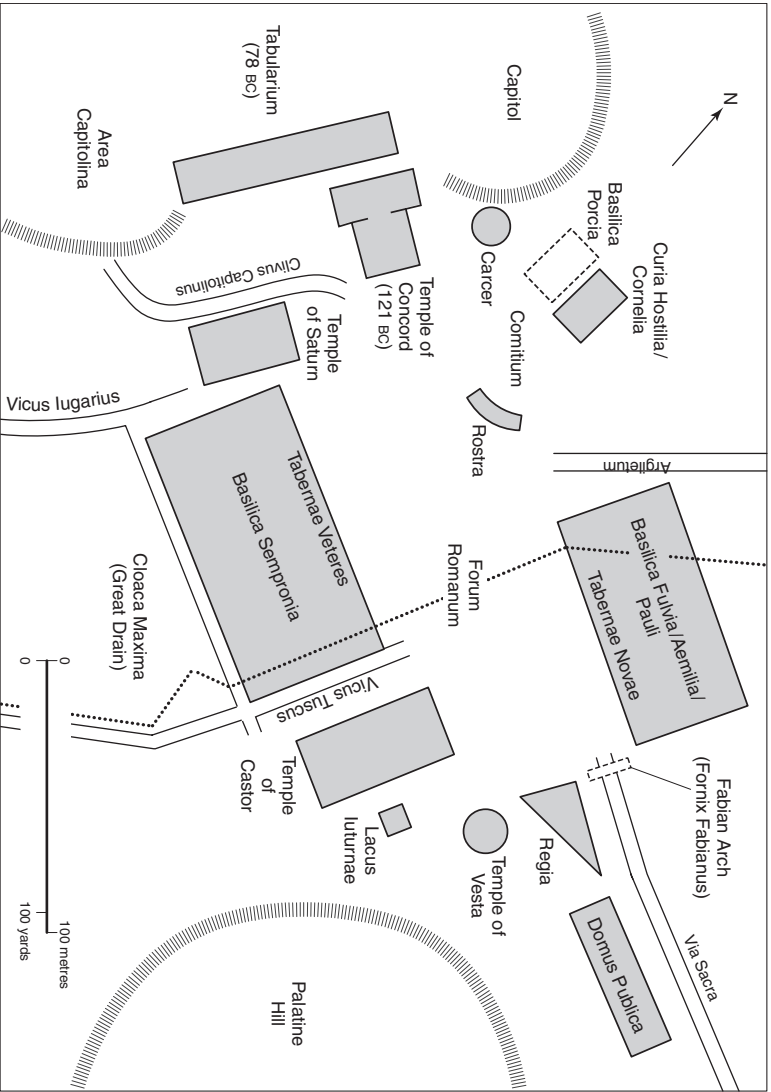 N
Capitol
Tabularium
(78 BC)
Area
Capitolina
Basilica
Porcia
Curia Hostilia/
Cornelia
Carcer
Comitium
Temple of
Concord
(121 BC)
Clivus Capitolinus
Temple
of Saturn
Rostra
Vicus Iugarius
Argiletum
Tabernae Veteres
Basilica Sempronia
Forum
Romanum
Basilica Fulvia/Aemilia/
Pauli
Tabernae Novae
Cloaca Maxima
(Great Drain)
Vicus Tuscus
Temple
of
Castor
Lacus
Iuturnae
Temple of
Vesta
Regia
Fabian Arch
(Fornix Fabianus)
Via Sacra
Domus Publica
Palatine
Hill
0
100 metres
0
100 yards